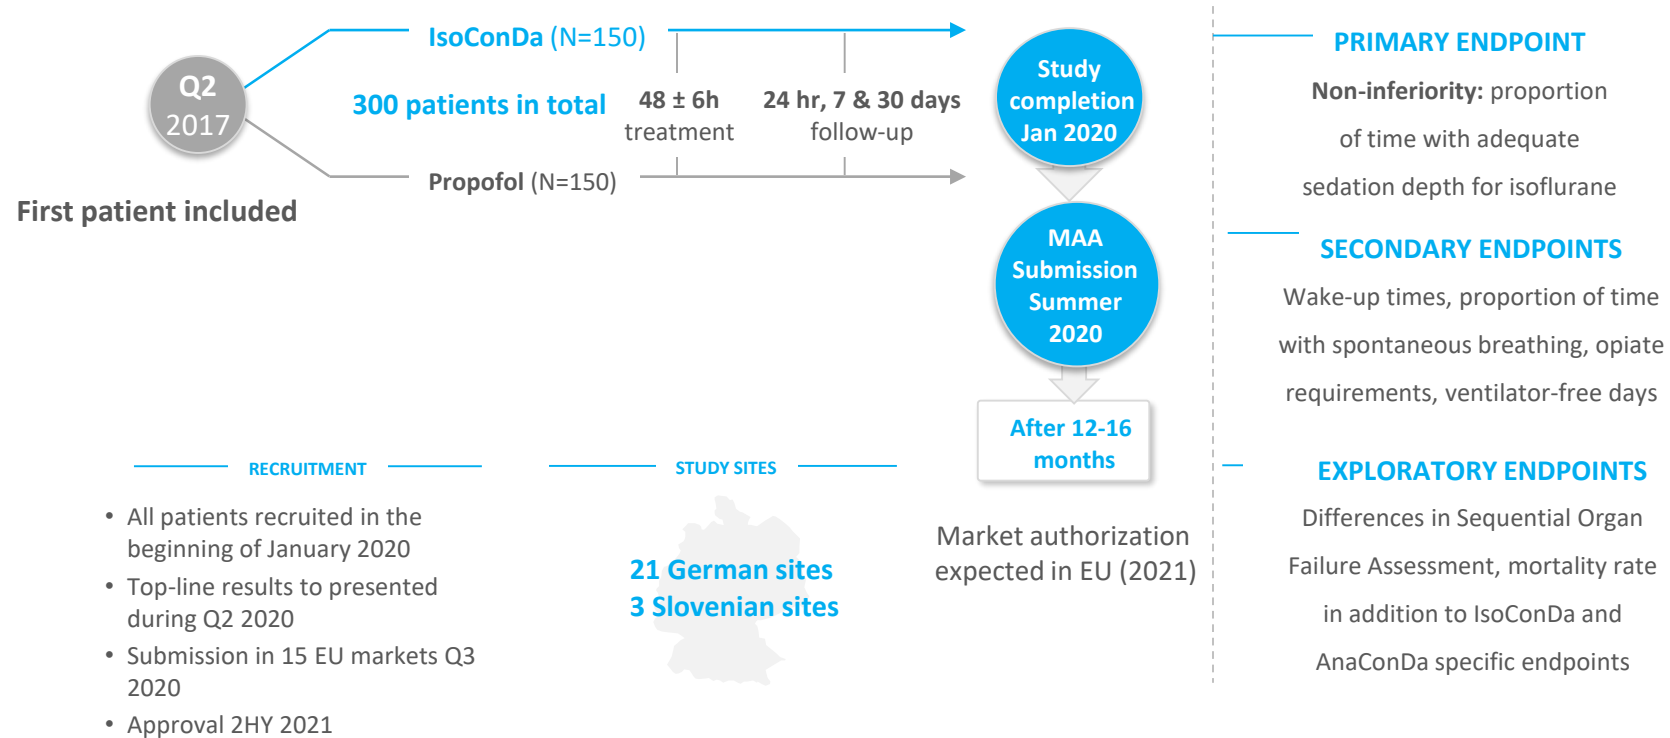 Q2
2017
First patient included
IsoConDa (N=150)
300 patients in total
48 ± 6h
treatment
24 hr, 7 & 30 days
follow-up
Propofol (N=150)
Study
completion
Jan 2020
MAA
Submission
Summer
2020
After 12-16
months
Market authorization
expected in EU (2021)
RECRUITMENT
• All patients recruited in the
beginning of January 2020
• Top-line results to presented
during Q2 2020
• Submission in 15 EU markets Q3
2020
• Approval 2HY 2021
STUDY SITES
21 German sites
3 Slovenian sites
PRIMARY ENDPOINT
Non-inferiority: proportion
of time with adequate
sedation depth for isoflurane
SECONDARY ENDPOINTS
Wake-up times, proportion of time
with spontaneous breathing, opiate
requirements, ventilator-free days
EXPLORATORY ENDPOINTS
Differences in Sequential Organ
Failure Assessment, mortality rate
in addition to IsoConDa and
AnaConDa specific endpoints